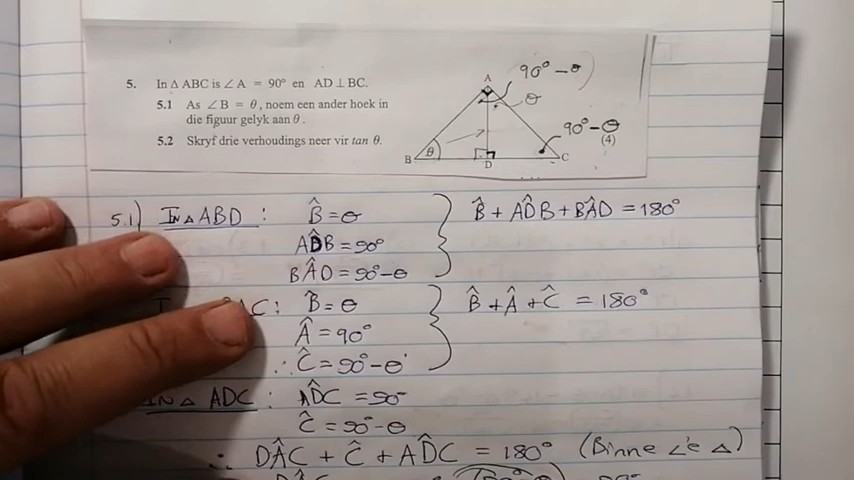 5. In △ ABC is ∠ A = 90° en AD ⊥ BC.
5.1 As ∠ B = θ, noem een ander hoek in
die figuur gelyk aan θ.
5.2 Skryf drie verhoudings neer vir tan θ.
(4)
A
90° - θ
θ
90° - θ
B
θ
D
C
5.1) IN △ ABD : B̂ = θ
AD̂B = 90°
BÂD = 90° - θ
B̂ + AD̂B + BÂD = 180°
AC : B̂ = θ
Â = 90°
∴ Ĉ = 90° - θ
B̂ + Â + Ĉ = 180°
IN △ ADC : AD̂C = 90°
Ĉ = 90° - θ
∴ DÂC + Ĉ + AD̂C = 180° (Binne ∠'e △)